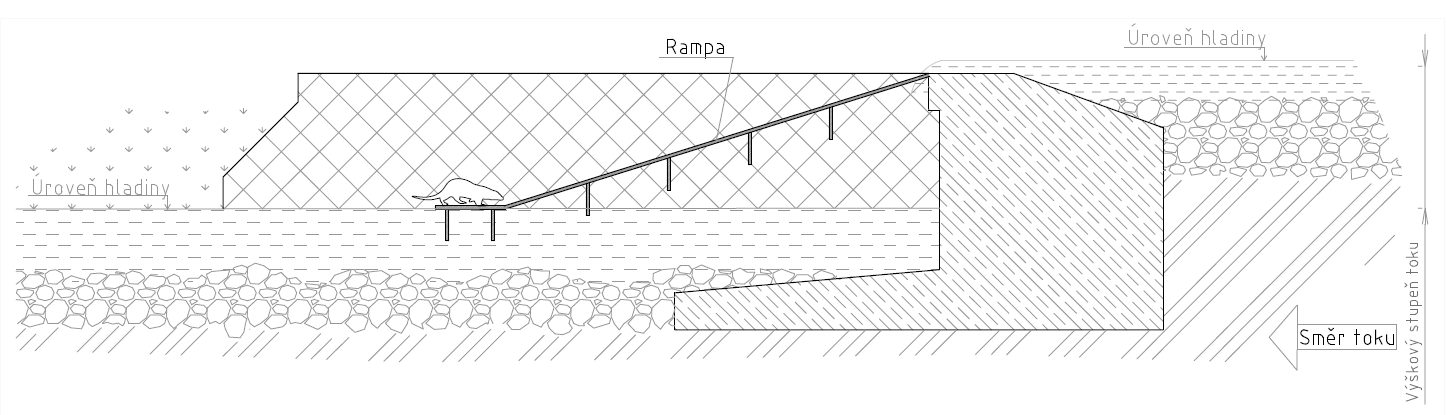 Rampa
Úroveň hladiny
Úroveň hladiny
Směr toku
Výškový stupeň toku